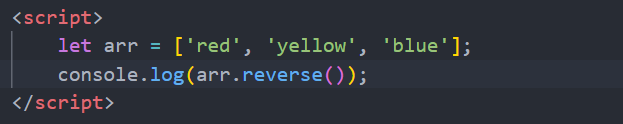 <script>
let arr = ['red', 'yellow', 'blue'];
console.log(arr.reverse());
</script>